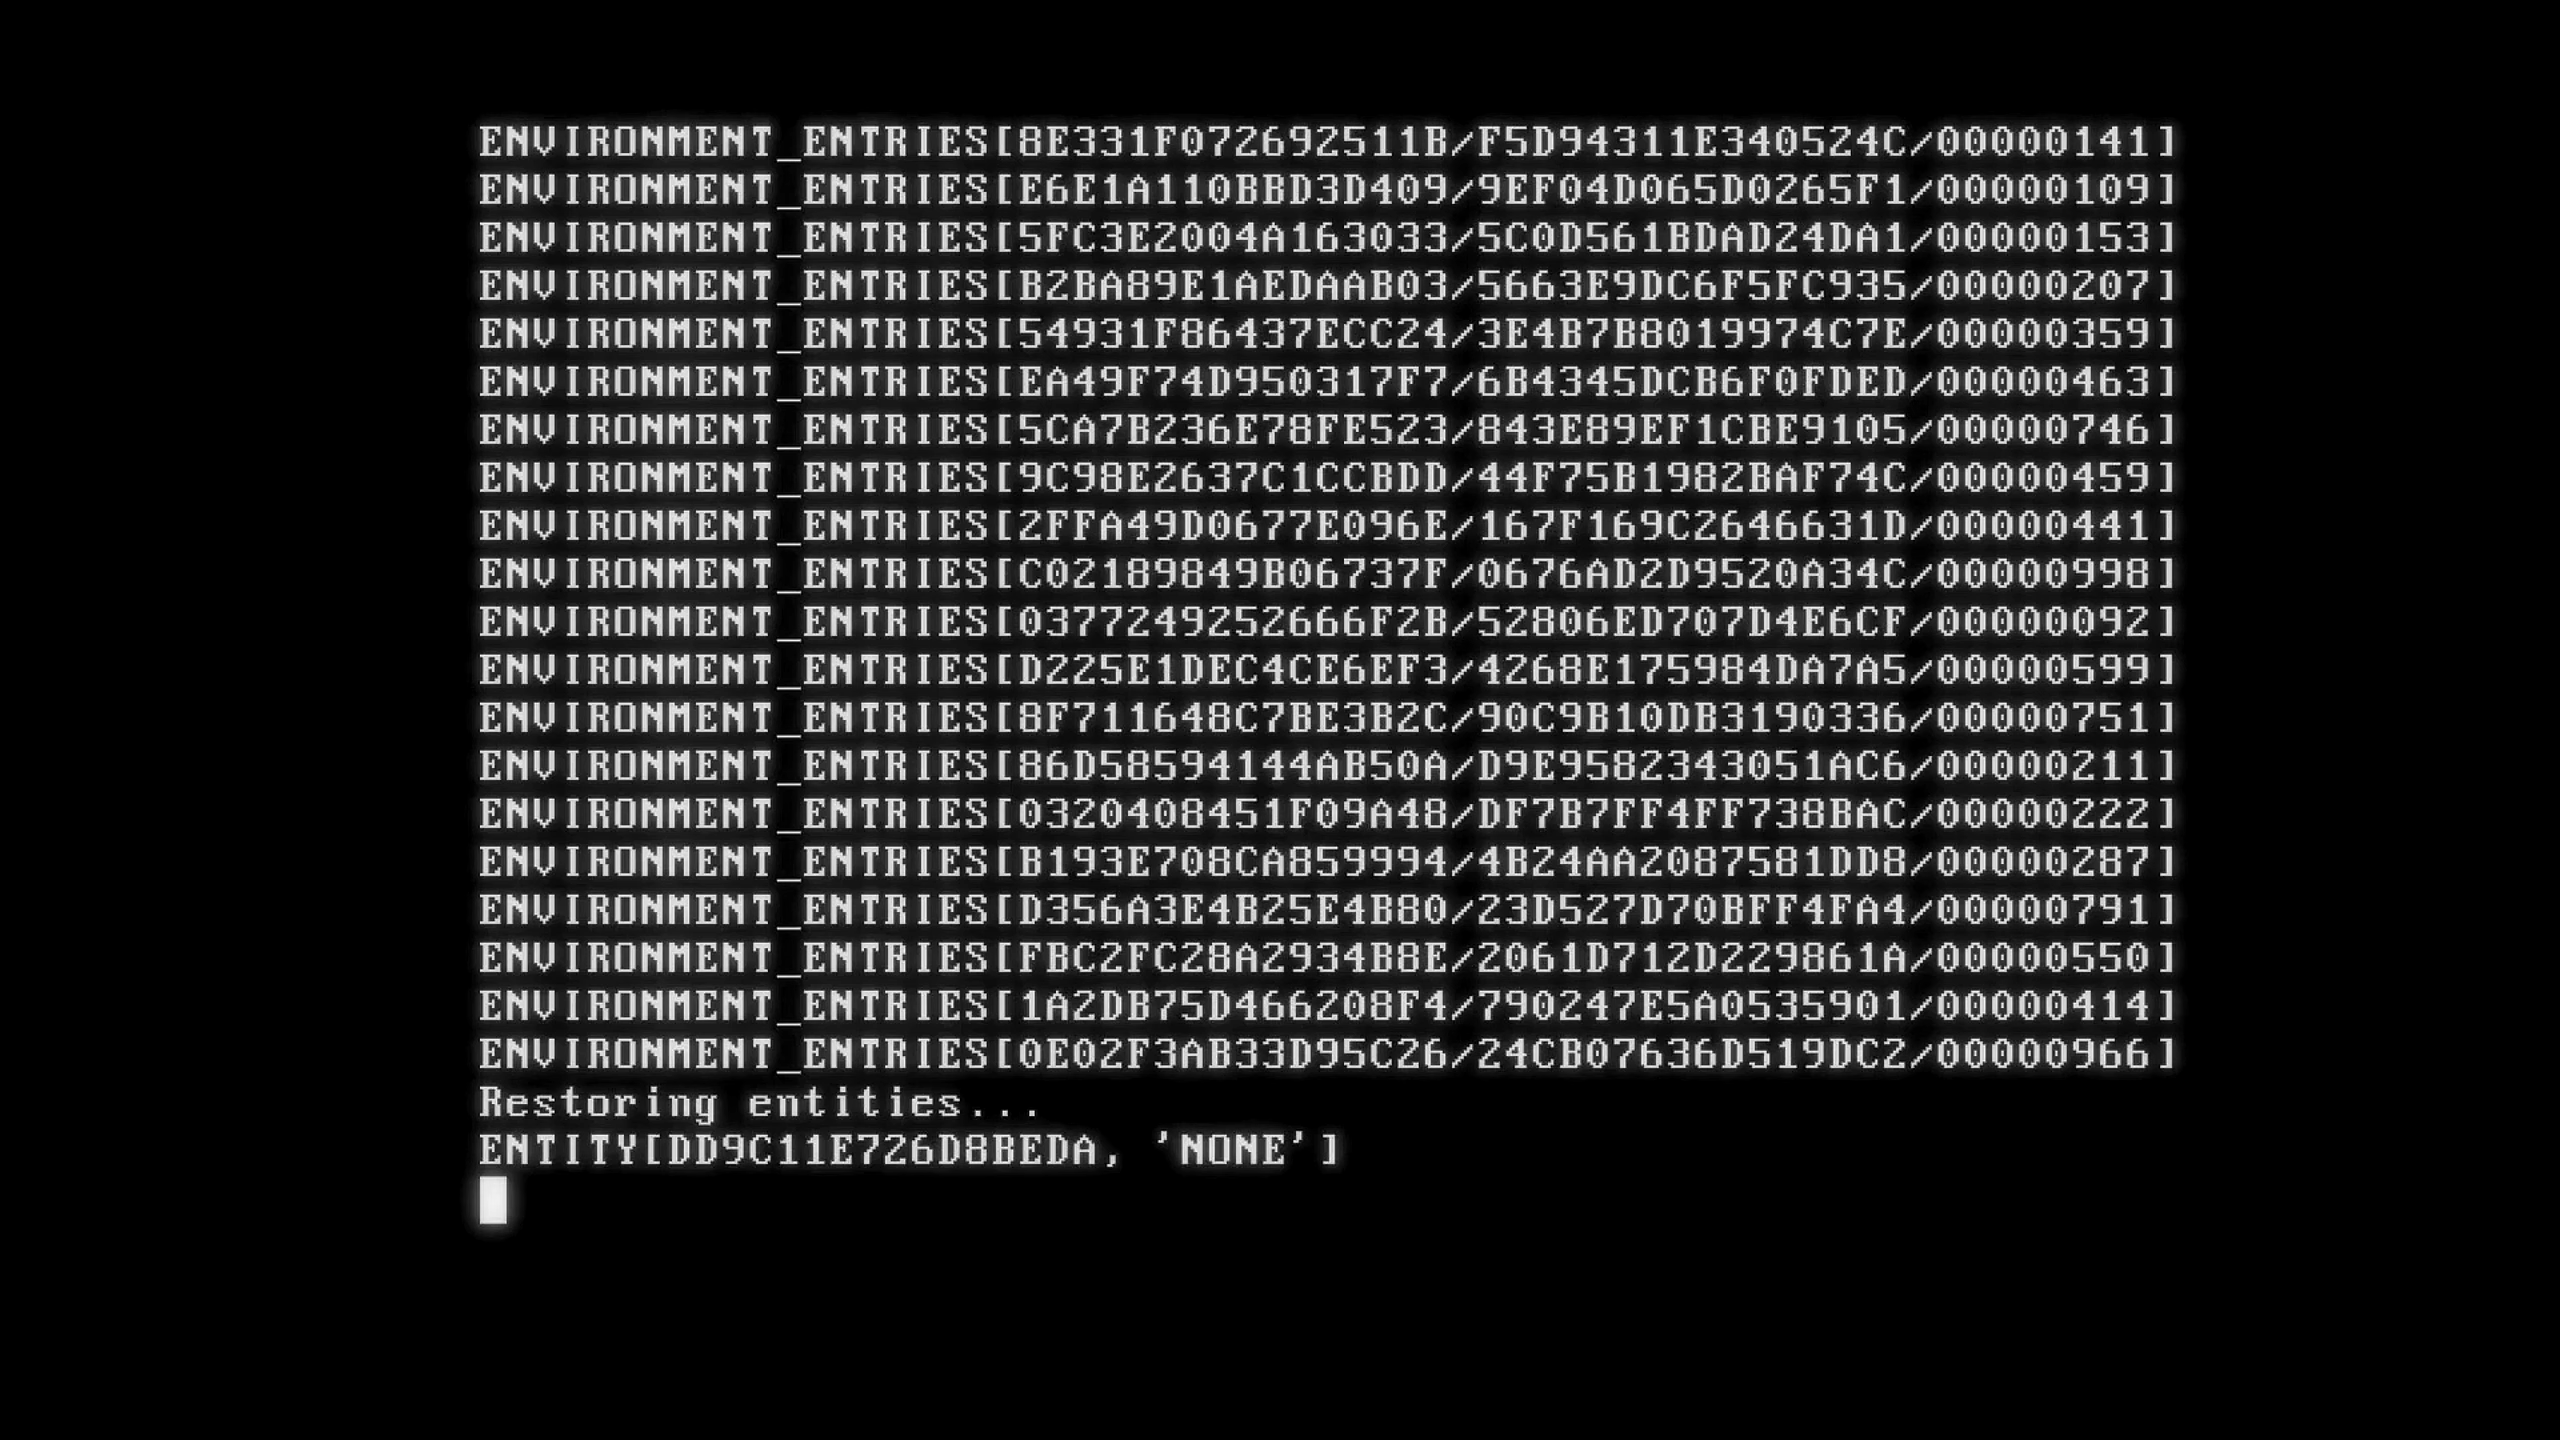 ENVIRONMENT_ENTRIES[8E331F072692511B/F5D94311E340524C/00000141]
ENVIRONMENT_ENTRIES[E6E1A110BBD3D409/9EF04D065D0265F1/00000109]
ENVIRONMENT_ENTRIES[5FC3E2004A163033/5C0D561BDAD24DA1/00000153]
ENVIRONMENT_ENTRIES[B2BA89E1AEDAAB03/5663E9DC6F5FC935/00000207]
ENVIRONMENT_ENTRIES[54931F86437ECC24/3E4B7B8019974C7E/00000359]
ENVIRONMENT_ENTRIES[EA49F74D950317F7/6B4345DCB6F0FDED/00000463]
ENVIRONMENT_ENTRIES[5CA7B236E78FE523/843E89EF1CBE9105/00000746]
ENVIRONMENT_ENTRIES[9C98E2637C1CCBDD/44F75B1982BAF74C/00000459]
ENVIRONMENT_ENTRIES[2FFA49D0677E096E/167F169C2646631D/00000441]
ENVIRONMENT_ENTRIES[C02189849B06737F/0676AD2D9520A34C/00000998]
ENVIRONMENT_ENTRIES[0377249252666F2B/52806ED707D4E6CF/00000092]
ENVIRONMENT_ENTRIES[D225E1DEC4CE6EF3/4268E175984DA7A5/00000599]
ENVIRONMENT_ENTRIES[8F711648C7BE3B2C/90C9B10DB3190336/00000751]
ENVIRONMENT_ENTRIES[86D58594144AB50A/D9E9582343051AC6/00000211]
ENVIRONMENT_ENTRIES[0320408451F09A48/DF7B7FF4FF738BAC/00000222]
ENVIRONMENT_ENTRIES[B193E708CA859994/4B24AA2087581DD8/00000287]
ENVIRONMENT_ENTRIES[D356A3E4B25E4B80/23D527D70BFF4FA4/00000791]
ENVIRONMENT_ENTRIES[FBC2FC28A2934B8E/2061D712D229861A/00000550]
ENVIRONMENT_ENTRIES[1A2DB75D466208F4/790247E5A0535901/00000414]
ENVIRONMENT_ENTRIES[0E02F3AB33D95C26/24CB07636D519DC2/00000966]
Restoring entities...
ENTITY[DD9C11E726D8BEDA, 'NONE']